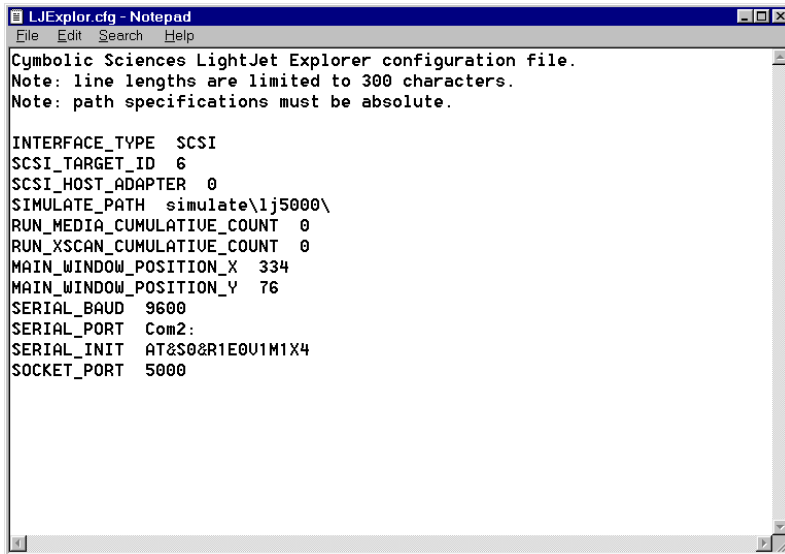 LJExplor.cfg - Notepad
File Edit Search Help
Cymbolic Sciences LightJet Explorer configuration file.
Note: line lengths are limited to 300 characters.
Note: path specifications must be absolute.
INTERFACE_TYPE SCSI
SCSI_TARGET_ID 6
SCSI_HOST_ADAPTER 0
SIMULATE_PATH simulate\lj5000\
RUN_MEDIA_CUMULATIVE_COUNT 0
RUN_XSCAN_CUMULATIVE_COUNT 0
MAIN_WINDOW_POSITION_X 334
MAIN_WINDOW_POSITION_Y 76
SERIAL_BAUD 9600
SERIAL_PORT Com2:
SERIAL_INIT AT&S0&R1E0V1M1X4
SOCKET_PORT 5000